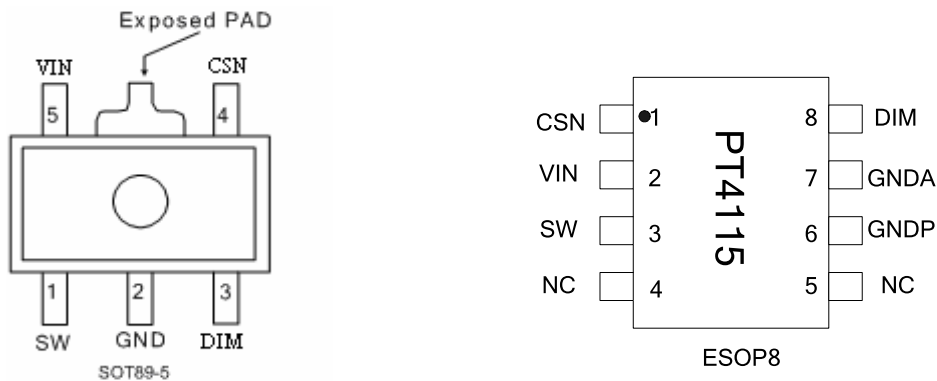 Exposed PAD
VIN
CSN
5
4
1
2
3
SW
GND
DIM
SOT89-5
CSN
1
8
DIM
VIN
2
7
GNDA
SW
3
6
GNDP
NC
4
5
NC
PT4115
ESOP8